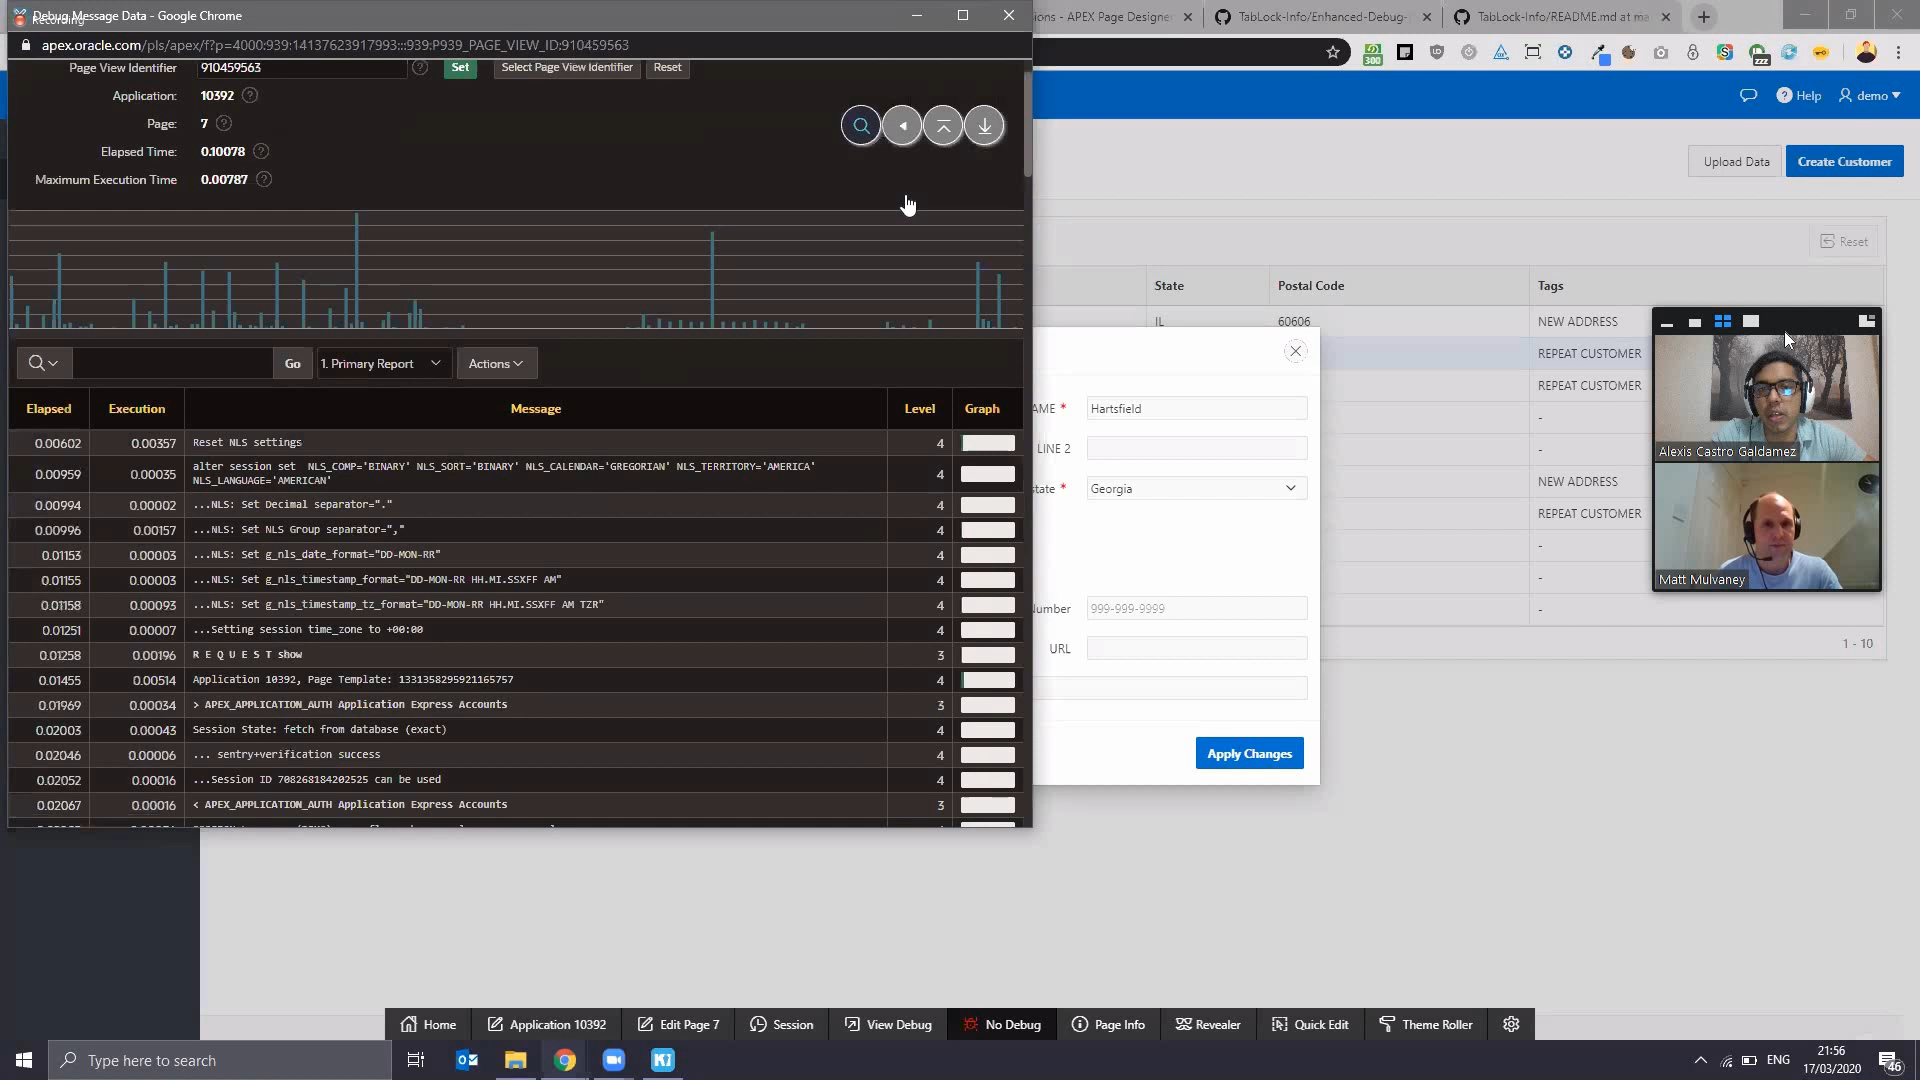 Debug Message Data - Google Chrome
Recording
apex.oracle.com/pls/apex/f?p=4000:939:14137623917993:::939:P939_PAGE_VIEW_ID:910459563
Page View Identifier 910459563 Set Select Page View Identifier Reset
Application: 10392
Page: 7
Elapsed Time: 0.10078
Maximum Execution Time 0.00787
Go 1. Primary Report Actions
Elapsed Execution Message Level Graph
0.00602 0.00357 Reset NLS settings 4
0.00959 0.00035 alter session set NLS_COMP='BINARY' NLS_SORT='BINARY' NLS_CALENDAR='GREGORIAN' NLS_TERRITORY='AMERICA' 4
NLS_LANGUAGE='AMERICAN'
0.00994 0.00002 ...NLS: Set Decimal separator="." 4
0.00996 0.00157 ...NLS: Set NLS Group separator="," 4
0.01153 0.00003 ...NLS: Set g_nls_date_format="DD-MON-RR" 4
0.01155 0.00003 ...NLS: Set g_nls_timestamp_format="DD-MON-RR HH.MI.SSXFF AM" 4
0.01158 0.00093 ...NLS: Set g_nls_timestamp_tz_format="DD-MON-RR HH.MI.SSXFF AM TZR" 4
0.01251 0.00007 ...Setting session time_zone to +00:00 4
0.01258 0.00196 R E Q U E S T show 3
0.01455 0.00514 Application 10392, Page Template: 1331358295921165757 4
0.01969 0.00034 > APEX_APPLICATION_AUTH Application Express Accounts 3
0.02003 0.00043 Session State: fetch from database (exact) 4
0.02046 0.00006 ... sentry+verification success 4
0.02052 0.00016 ...Session ID 708268184202525 can be used 4
0.02067 0.00016 < APEX_APPLICATION_AUTH Application Express Accounts 3
ions - APEX Page Designer
TabLock-Info/Enhanced-Debug-
TabLock-Info/README.md at ma
300
zzz
Help demo
Upload Data Create Customer
Reset
State Postal Code Tags
IL 60606 NEW ADDRESS
REPEAT CUSTOMER
REPEAT CUSTOMER
-
-
NEW ADDRESS
REPEAT CUSTOMER
-
-
-
1 - 10
AME * Hartsfield
LINE 2
tate * Georgia
Number 999-999-9999
URL
Apply Changes
Alexis Castro Galdamez
Matt Mulvaney
Home Application 10392 Edit Page 7 Session View Debug No Debug Page Info Revealer Quick Edit Theme Roller
Type here to search
ENG
21:56
17/03/2020
46